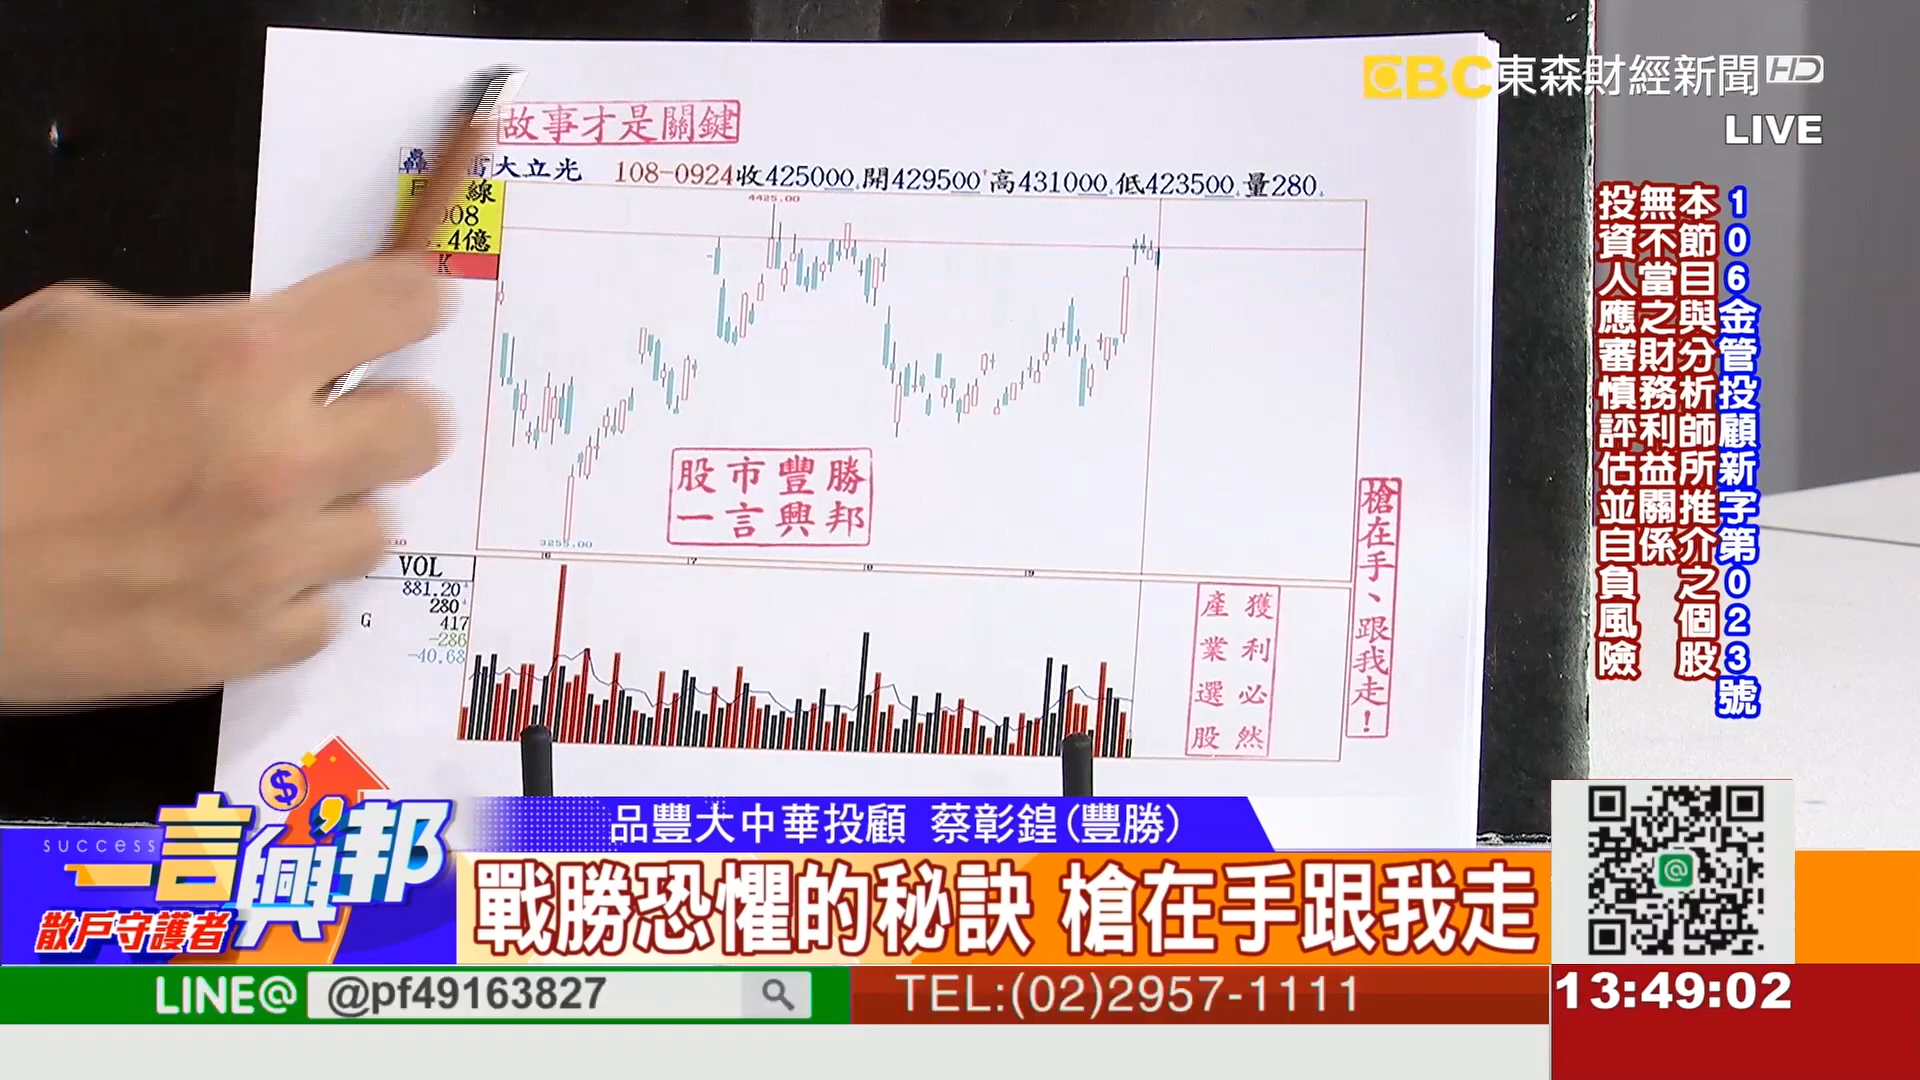 EBC東森財經新聞HD
LIVE
故事才是關鍵
大立光 108-0924收425000 開429500 高431000 低423500 量280
線
008
.4億
K
4425.00
3255.00
6 7 8 9
股市豐勝
一言興邦
槍在手、跟我走!
獲利必然
產業選股
VOL
881.20
280
G 417
-286
-40.68
106金管投顧新字第023號
本節目與分析師所推介之個股
無不當之財務利益關係
投資人應審慎評估並自負風險
success
一言興邦
散戶守護者
品豐大中華投顧 蔡彰鍠(豐勝)
戰勝恐懼的秘訣 槍在手跟我走
LINE@ @pf49163827
TEL:(02)2957-1111
13:49:02